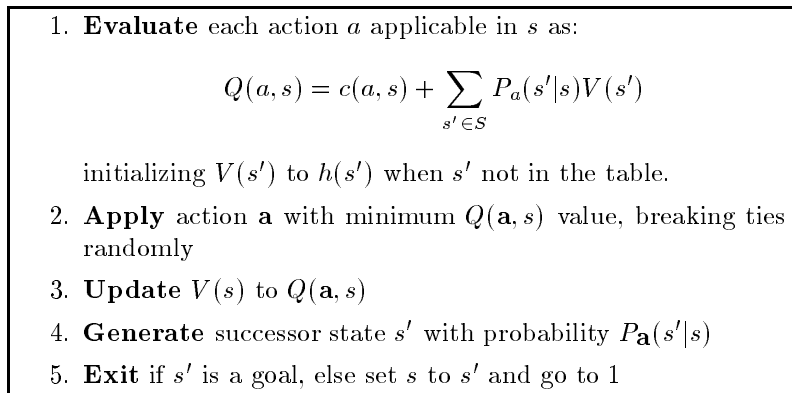 1. Evaluate each action a applicable in s as:
Q(a, s) = c(a, s) + ∑ P_a(s'|s)V(s')
s'∈S
initializing V(s') to h(s') when s' not in the table.
2. Apply action a with minimum Q(a, s) value, breaking ties
randomly
3. Update V(s) to Q(a, s)
4. Generate successor state s' with probability P_a(s'|s)
5. Exit if s' is a goal, else set s to s' and go to 1